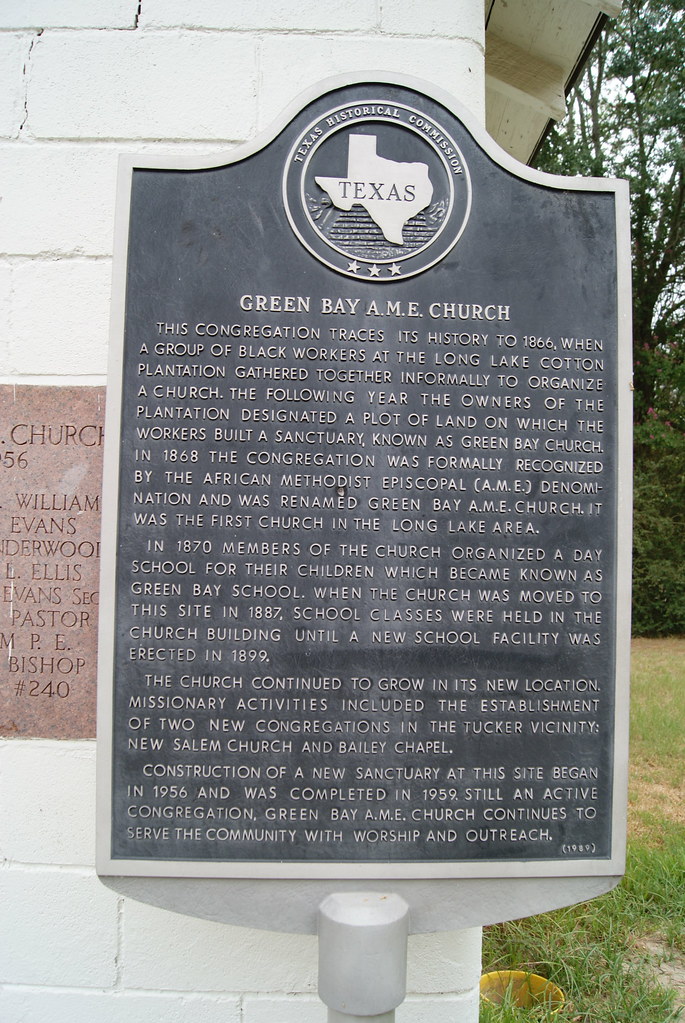 TEXAS HISTORICAL COMMISSION
TEXAS
GREEN BAY A.M.E. CHURCH
THIS CONGREGATION TRACES ITS HISTORY TO 1866, WHEN
A GROUP OF BLACK WORKERS AT THE LONG LAKE COTTON
PLANTATION GATHERED TOGETHER INFORMALLY TO ORGANIZE
A CHURCH. THE FOLLOWING YEAR THE OWNERS OF THE
PLANTATION DESIGNATED A PLOT OF LAND ON WHICH THE
WORKERS BUILT A SANCTUARY, KNOWN AS GREEN BAY CHURCH.
IN 1868 THE CONGREGATION WAS FORMALLY RECOGNIZED
BY THE AFRICAN METHODIST EPISCOPAL (A.M.E.) DENOMI-
NATION AND WAS RENAMED GREEN BAY A.M.E. CHURCH. IT
WAS THE FIRST CHURCH IN THE LONG LAKE AREA.
IN 1870 MEMBERS OF THE CHURCH ORGANIZED A DAY
SCHOOL FOR THEIR CHILDREN WHICH BECAME KNOWN AS
GREEN BAY SCHOOL. WHEN THE CHURCH WAS MOVED TO
THIS SITE IN 1887, SCHOOL CLASSES WERE HELD IN THE
CHURCH BUILDING UNTIL A NEW SCHOOL FACILITY WAS
ERECTED IN 1899.
THE CHURCH CONTINUED TO GROW IN ITS NEW LOCATION.
MISSIONARY ACTIVITIES INCLUDED THE ESTABLISHMENT
OF TWO NEW CONGREGATIONS IN THE TUCKER VICINITY:
NEW SALEM CHURCH AND BAILEY CHAPEL.
CONSTRUCTION OF A NEW SANCTUARY AT THIS SITE BEGAN
IN 1956 AND WAS COMPLETED IN 1959. STILL AN ACTIVE
CONGREGATION, GREEN BAY A.M.E. CHURCH CONTINUES TO
SERVE THE COMMUNITY WITH WORSHIP AND OUTREACH.
(1989)
. CHURCH
56
WILLIAM
EVANS
NDERWOO
L. ELLIS
EVANS SEC
PASTOR
M P. E.
BISHOP
#240